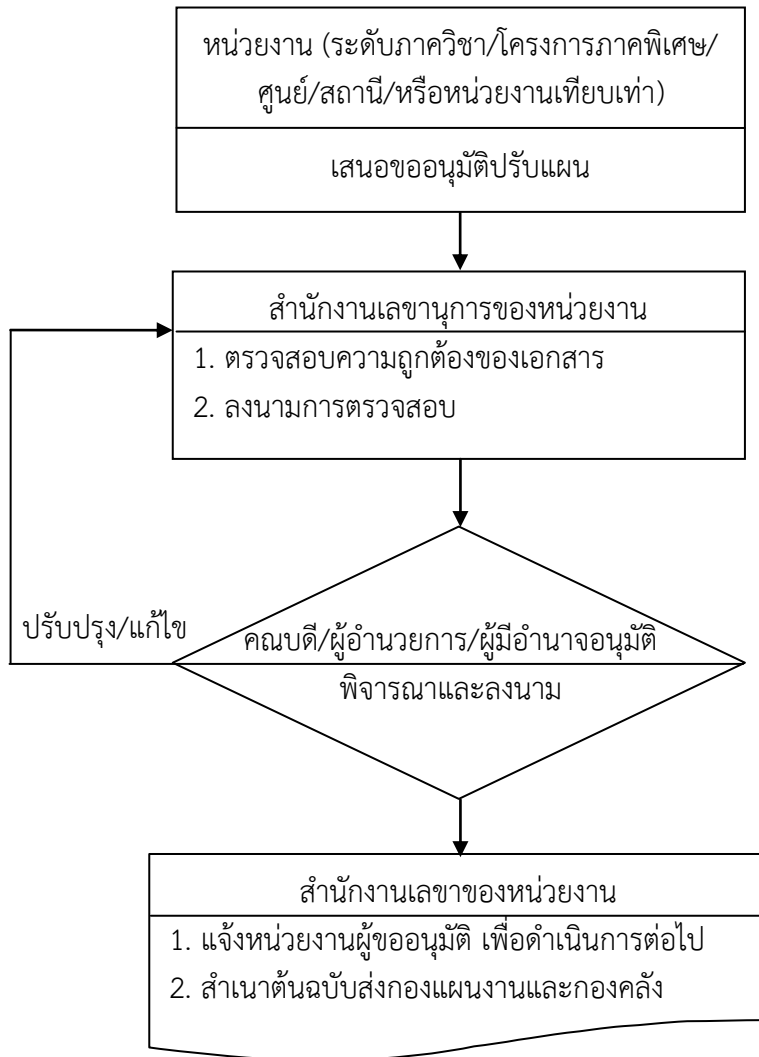 หน่วยงาน (ระดับภาควิชา/โครงการภาคพิเศษ/
ศูนย์/สถานี/หรือหน่วยงานเทียบเท่า)
เสนอขออนุมัติปรับแผน
สำนักงานเลขานุการของหน่วยงาน
1. ตรวจสอบความถูกต้องของเอกสาร
2. ลงนามการตรวจสอบ
ปรับปรุง/แก้ไข
คณบดี/ผู้อำนวยการ/ผู้มีอำนาจอนุมัติ
พิจารณาและลงนาม
สำนักงานเลขาของหน่วยงาน
1. แจ้งหน่วยงานผู้ขออนุมัติ เพื่อดำเนินการต่อไป
2. สำเนาต้นฉบับส่งกองแผนงานและกองคลัง